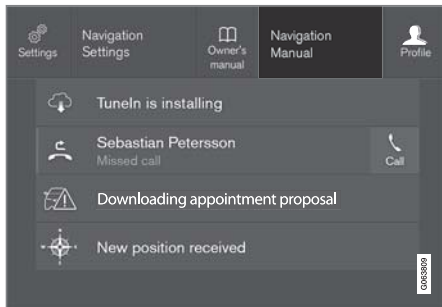 Settings
Navigation
Settings
Owner's
manual
Navigation
Manual
Profile
TuneIn is installing
Sebastian Petersson
Missed call
Call
Downloading appointment proposal
New position received
G063809